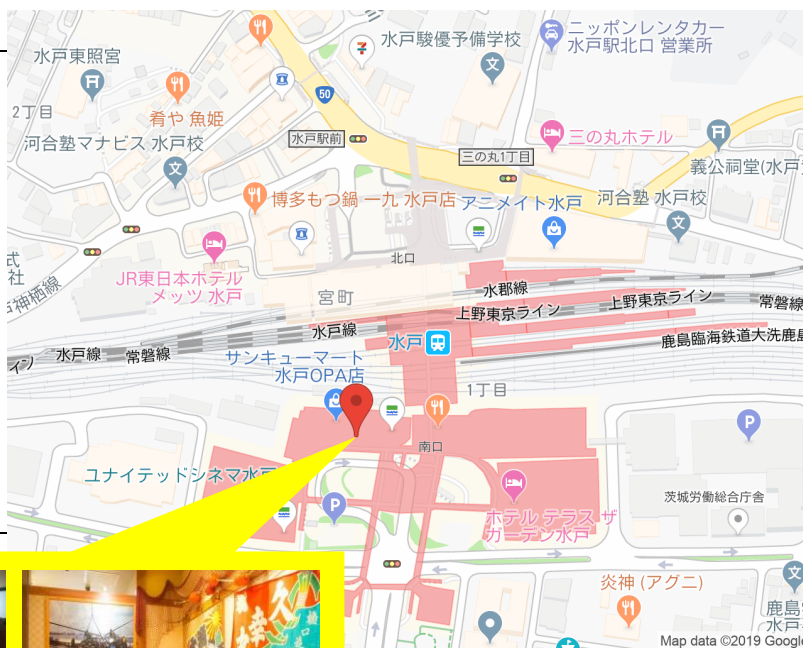 水戸東照宮
2丁目
肴や 魚姫
河合塾マナビス 水戸校
水戸駿優予備学校
ニッポンレンタカー
水戸駅北口 営業所
50
水戸駅前
三の丸1丁目
三の丸ホテル
義公祠堂(水戸
博多もつ鍋 一九 水戸店
アニメイト水戸
河合塾 水戸校
北口
JR東日本ホテル
メッツ 水戸
宮町
水郡線
上野東京ライン
上野東京ライン
常磐線
水戸線
水戸線
常磐線
水戸
鹿島臨海鉄道大洗鹿島
サンキューマート
水戸OPA店
1丁目
南口
ユナイテッドシネマ水戸
P
P
ホテル テラス ザ
ガーデン水戸
茨城労働総合庁舎
炎神 (アグニ)
鹿島
水戸
Map data ©2019 Google